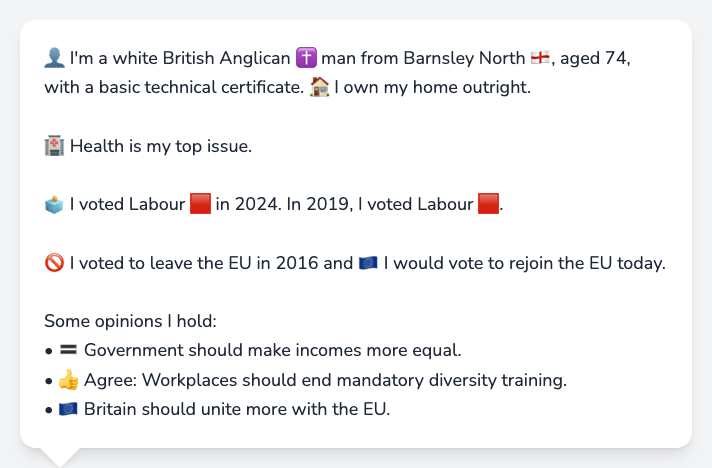 👤 I'm a white British Anglican ✝️ man from Barnsley North 🏴󠁧󠁢󠁥󠁮󠁧󠁿, aged 74,
with a basic technical certificate. 🏠 I own my home outright.
🏥 Health is my top issue.
🗳️ I voted Labour 🟥 in 2024. In 2019, I voted Labour 🟥.
🚫 I voted to leave the EU in 2016 and 🇪🇺 I would vote to rejoin the EU today.
Some opinions I hold:
• 🟰 Government should make incomes more equal.
• 👍 Agree: Workplaces should end mandatory diversity training.
• 🇪🇺 Britain should unite more with the EU.